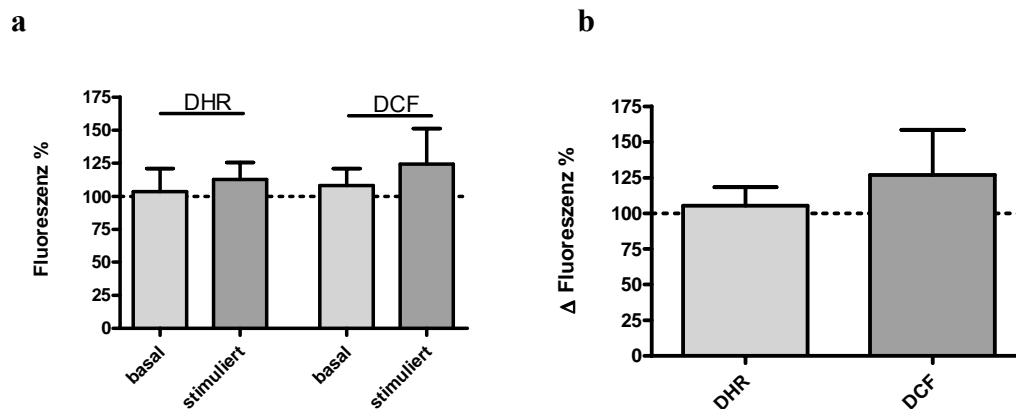 a
175
150
125
100
75
50
25
0
Fluoreszenz %
DHR
DCF
basal
stimuliert
basal
stimuliert
b
175
150
125
100
75
50
25
0
Δ Fluoreszenz %
DHR
DCF